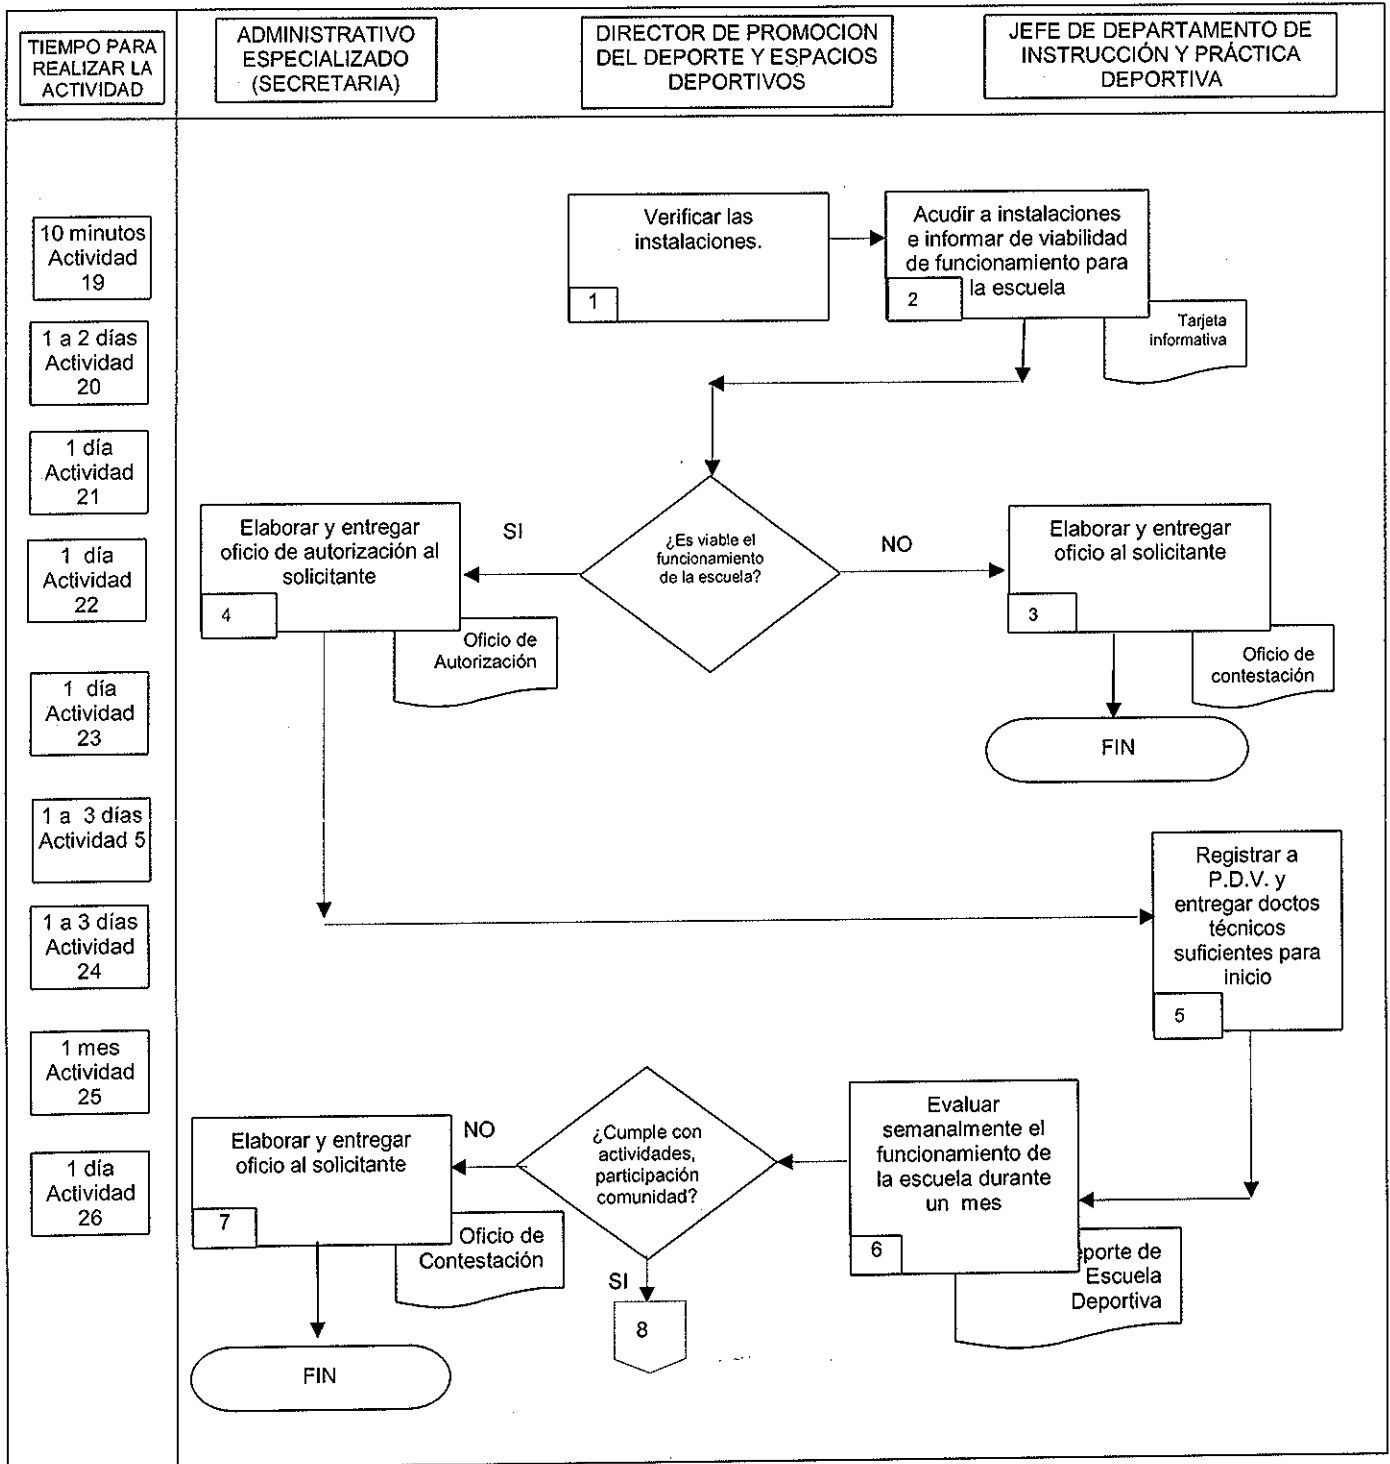 TIEMPO PARA
REALIZAR LA
ACTIVIDAD
ADMINISTRATIVO
ESPECIALIZADO
(SECRETARIA)
DIRECTOR DE PROMOCION
DEL DEPORTE Y ESPACIOS
DEPORTIVOS
JEFE DE DEPARTAMENTO DE
INSTRUCCIÓN Y PRÁCTICA
DEPORTIVA
10 minutos
Actividad
19
1 a 2 días
Actividad
20
1 día
Actividad
21
1 día
Actividad
22
1 día
Actividad
23
1 a 3 días
Actividad 5
1 a 3 días
Actividad
24
1 mes
Actividad
25
1 día
Actividad
26
Verificar las
instalaciones.
1
Acudir a instalaciones
e informar de viabilidad
de funcionamiento para
la escuela
2
Tarjeta
informativa
¿Es viable el
funcionamiento
de la escuela?
SI
NO
Elaborar y entregar
oficio de autorización al
solicitante
4
Oficio de
Autorización
Elaborar y entregar
oficio al solicitante
3
Oficio de
contestación
FIN
Registrar a
P.D.V. y
entregar doctos
técnicos
suficientes para
inicio
5
Evaluar
semanalmente el
funcionamiento de
la escuela durante
un mes
6
eporte de
Escuela
Deportiva
¿Cumple con
actividades,
participación
comunidad?
NO
SI
8
Elaborar y entregar
oficio al solicitante
7
Oficio de
Contestación
FIN